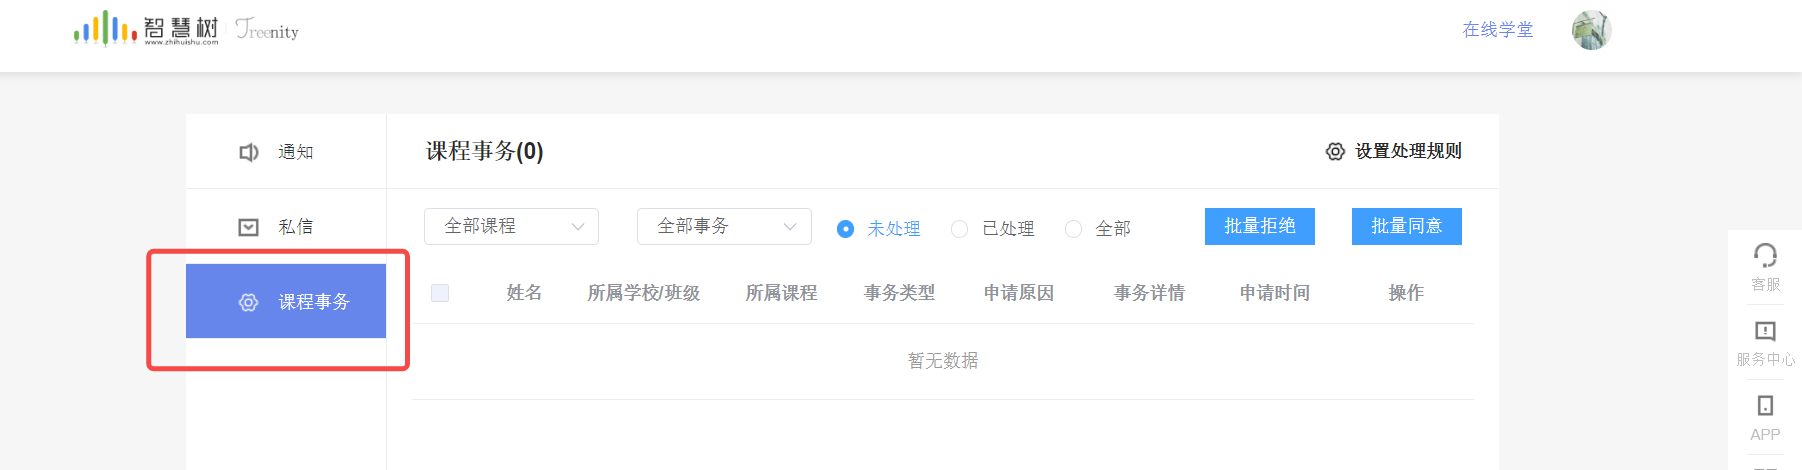 智慧树 Treenity
www.zhihuishu.com
在线学堂
通知
私信
课程事务
课程事务(0)
设置处理规则
全部课程
全部事务
未处理
已处理
全部
批量拒绝
批量同意
姓名
所属学校/班级
所属课程
事务类型
申请原因
事务详情
申请时间
操作
暂无数据
客服
服务中心
APP